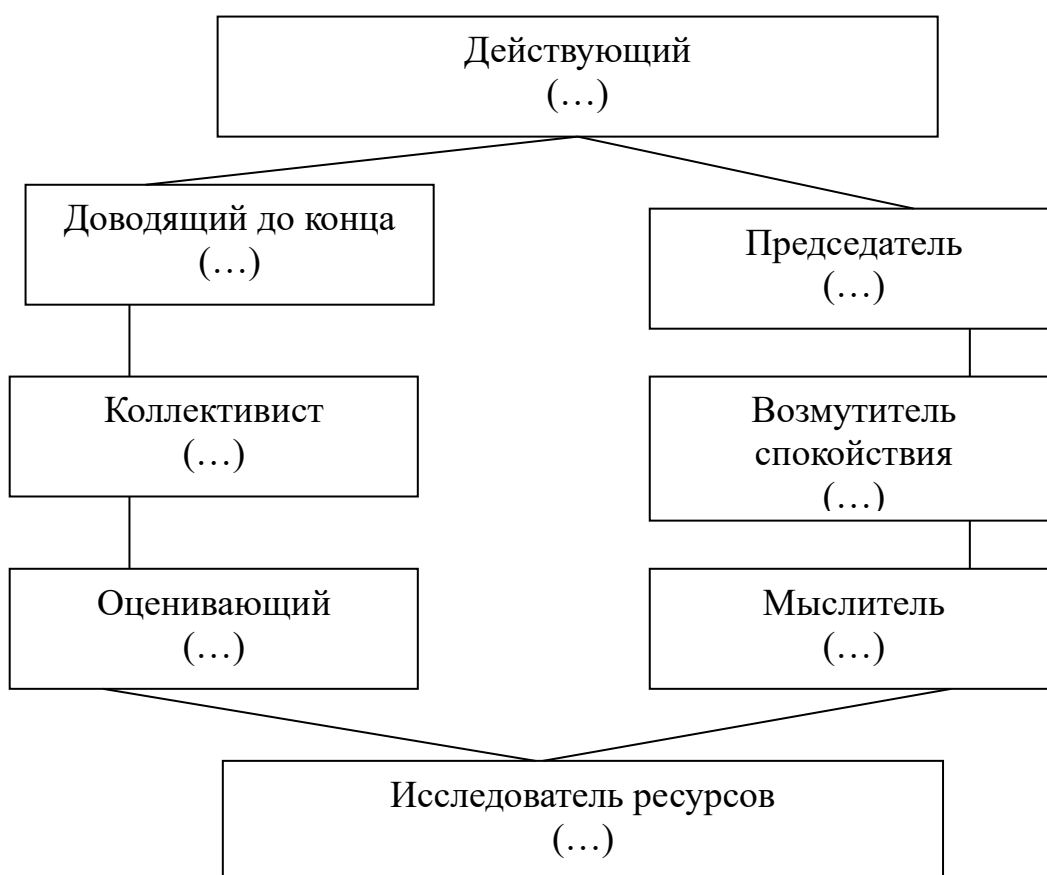 Действующий
(…)
Доводящий до конца
(…)
Председатель
(…)
Коллективист
(…)
Возмутитель
спокойствия
(…)
Оценивающий
(…)
Мыслитель
(…)
Исследователь ресурсов
(…)